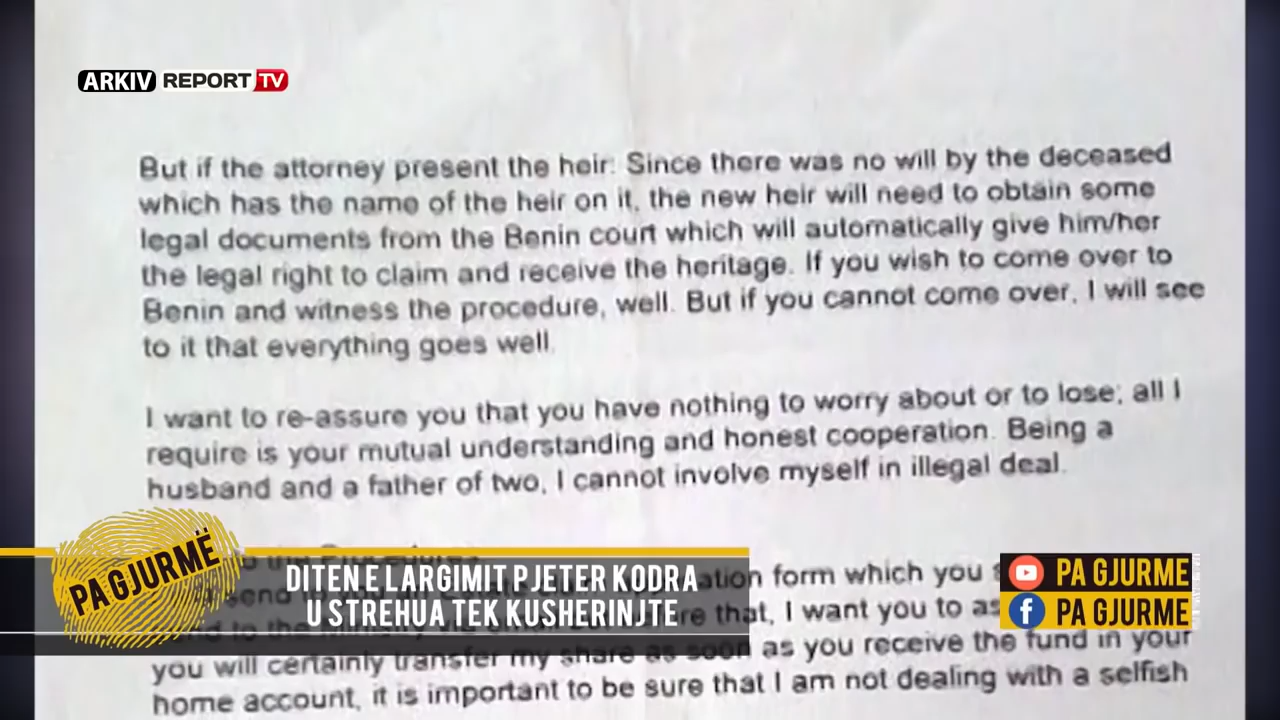 ARKIV REPORT TV
But if the attorney present the heir. Since there was no will by the deceased
which has the name of the heir on it, the new heir will need to obtain some
legal documents from the Benin court which will automatically give him/her
the legal right to claim and receive the heritage. If you wish to come over to
Benin and witness the procedure, well. But if you cannot come over, I will see
to it that everything goes well.
I want to re-assure you that you have nothing to worry about or to lose; all I
require is your mutual understanding and honest cooperation. Being a
husband and a father of two, I cannot involve myself in illegal deal.
form which you
that, I want you to
you will certainly transfer my share as soon as you receive the fund in your
home account, it is important to be sure that I am not dealing with a selfish
PA GJURMË
DITEN E LARGIMIT PJETER KODRA
U STREHUA TEK KUSHERINJTE
PA GJURME
PA GJURME